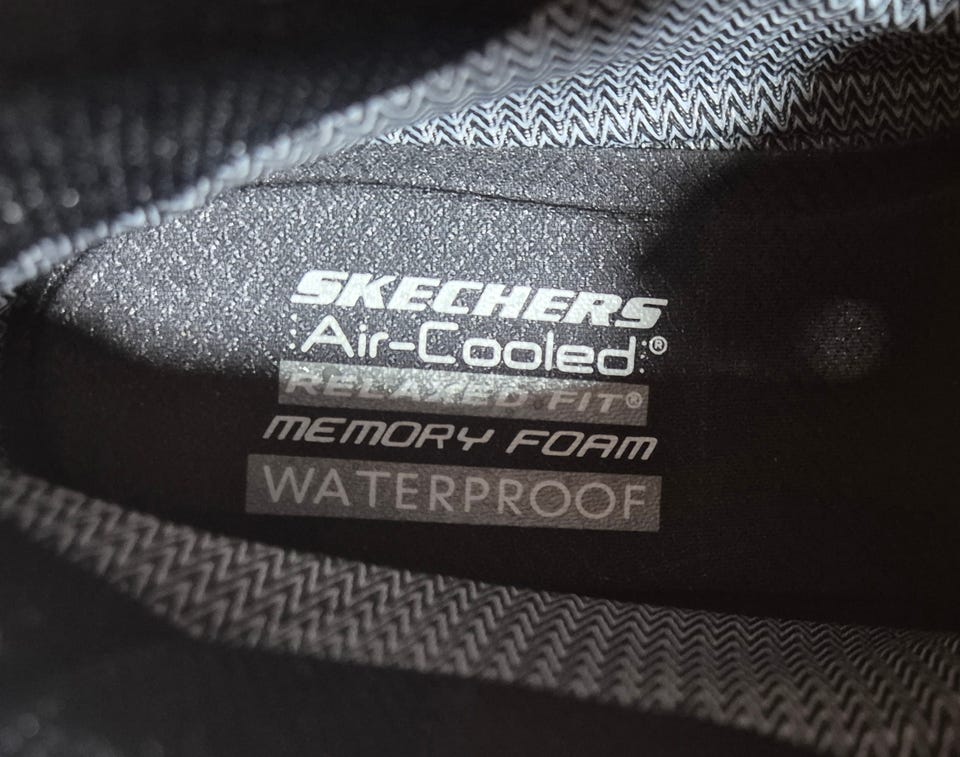 SKECHERS
Air-Cooled®
RELAXED FIT®
MEMORY FOAM
WATERPROOF